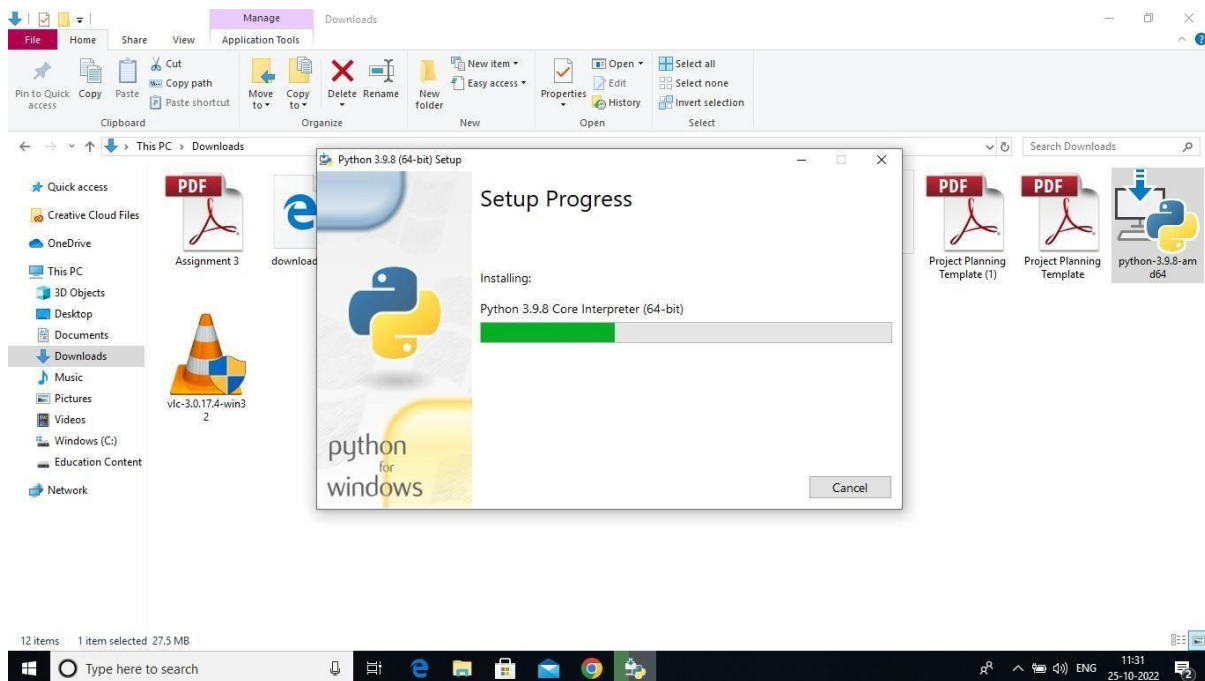 Manage
Downloads
File
Home
Share
View
Application Tools
Pin to Quick access
Copy
Paste
Cut
Copy path
Paste shortcut
Clipboard
Move to
Copy to
Delete
Rename
Organize
New folder
New item
Easy access
New
Properties
Open
Edit
History
Open
Select all
Select none
Invert selection
Select
This PC
Downloads
Search Downloads
Quick access
Creative Cloud Files
OneDrive
This PC
3D Objects
Desktop
Documents
Downloads
Music
Pictures
Videos
Windows (C:)
Education Content
Network
PDF
Assignment 3
download
vlc-3.0.17.4-win3
2
Python 3.9.8 (64-bit) Setup
Setup Progress
Installing:
Python 3.9.8 Core Interpreter (64-bit)
python
for
windows
Cancel
PDF
Project Planning
Template (1)
PDF
Project Planning
Template
python-3.9.8-am
d64
12 items
1 item selected 27.5 MB
Type here to search
ENG
11:31
25-10-2022
2